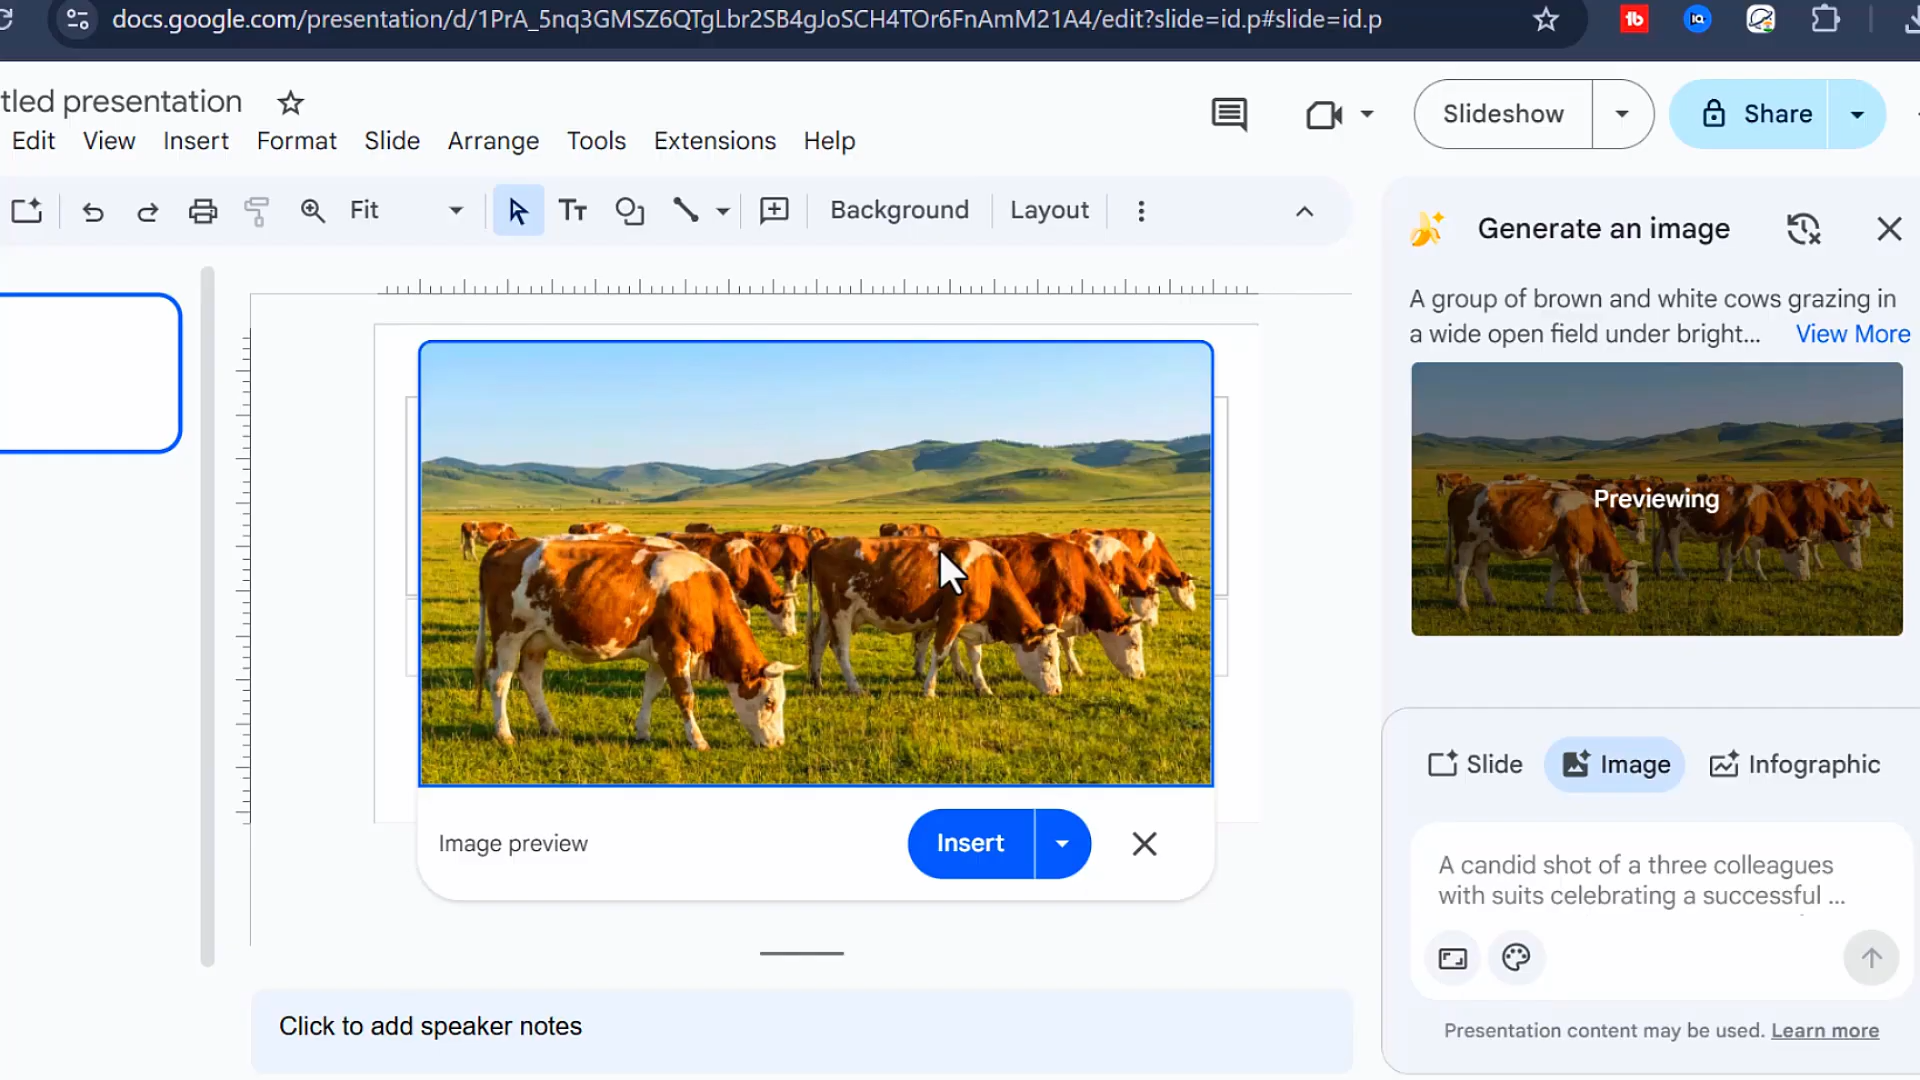 docs.google.com/presentation/d/1PrA_5nq3GMSZ6QTgLbr2SB4gJoSCH4TOr6FnAmM21A4/edit?slide=id.p#slide=id.p
tled presentation
Edit View Insert Format Slide Arrange Tools Extensions Help
Slideshow
Share
Fit
Background
Layout
Generate an image
A group of brown and white cows grazing in
a wide open field under bright... View More
Previewing
Image preview
Insert
Slide
Image
Infographic
A candid shot of a three colleagues
with suits celebrating a successful ...
Presentation content may be used. Learn more
Click to add speaker notes